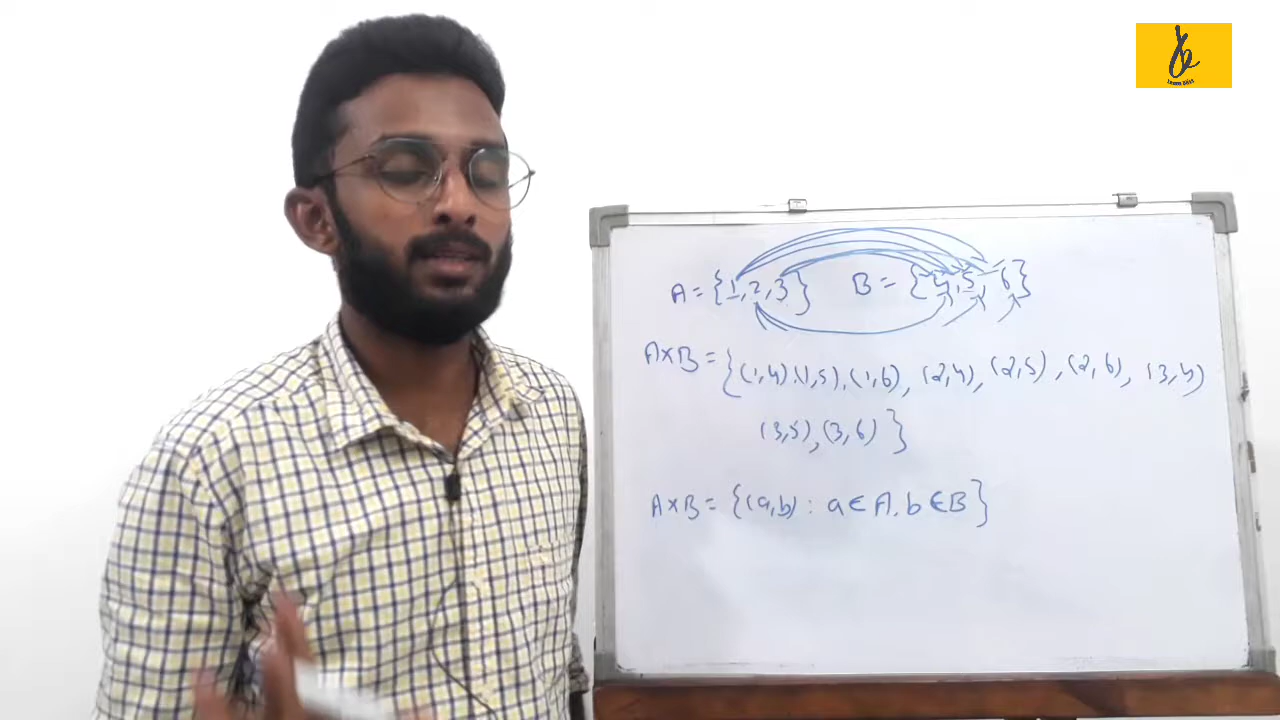 A = {1, 2, 3} B = {4, 5, 6}
A×B = {(1,4),(1,5),(1,6), (2,4), (2,5), (2,6), (3,4)
(3,5),(3,6)}
A×B = {(a,b) : a∈A, b∈B}